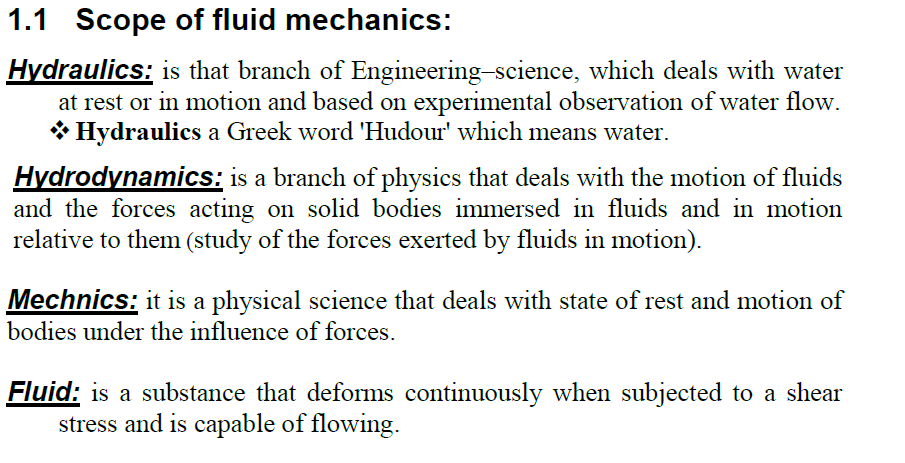 1.1 Scope of fluid mechanics:
Hydraulics: is that branch of Engineering–science, which deals with water
at rest or in motion and based on experimental observation of water flow.
❖ Hydraulics a Greek word 'Hudour' which means water.
Hydrodynamics: is a branch of physics that deals with the motion of fluids
and the forces acting on solid bodies immersed in fluids and in motion
relative to them (study of the forces exerted by fluids in motion).
Mechnics: it is a physical science that deals with state of rest and motion of
bodies under the influence of forces.
Fluid: is a substance that deforms continuously when subjected to a shear
stress and is capable of flowing.